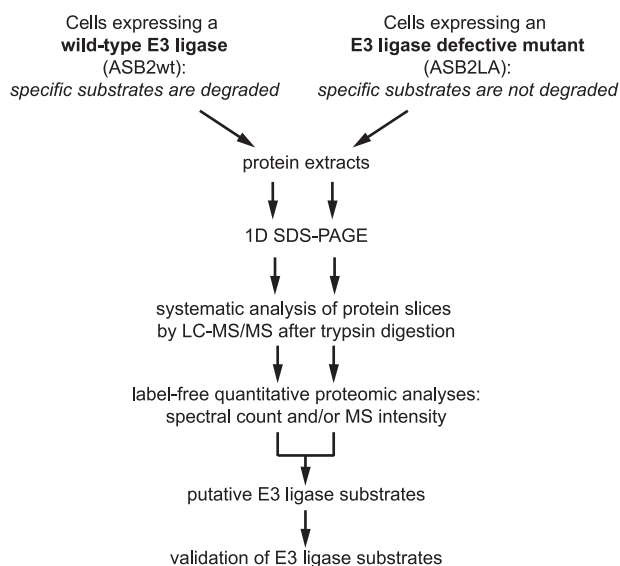 Cells expressing a
wild-type E3 ligase
(ASB2wt):
specific substrates are degraded
Cells expressing an
E3 ligase defective mutant
(ASB2LA):
specific substrates are not degraded
protein extracts
1D SDS-PAGE
systematic analysis of protein slices
by LC-MS/MS after trypsin digestion
label-free quantitative proteomic analyses:
spectral count and/or MS intensity
putative E3 ligase substrates
validation of E3 ligase substrates